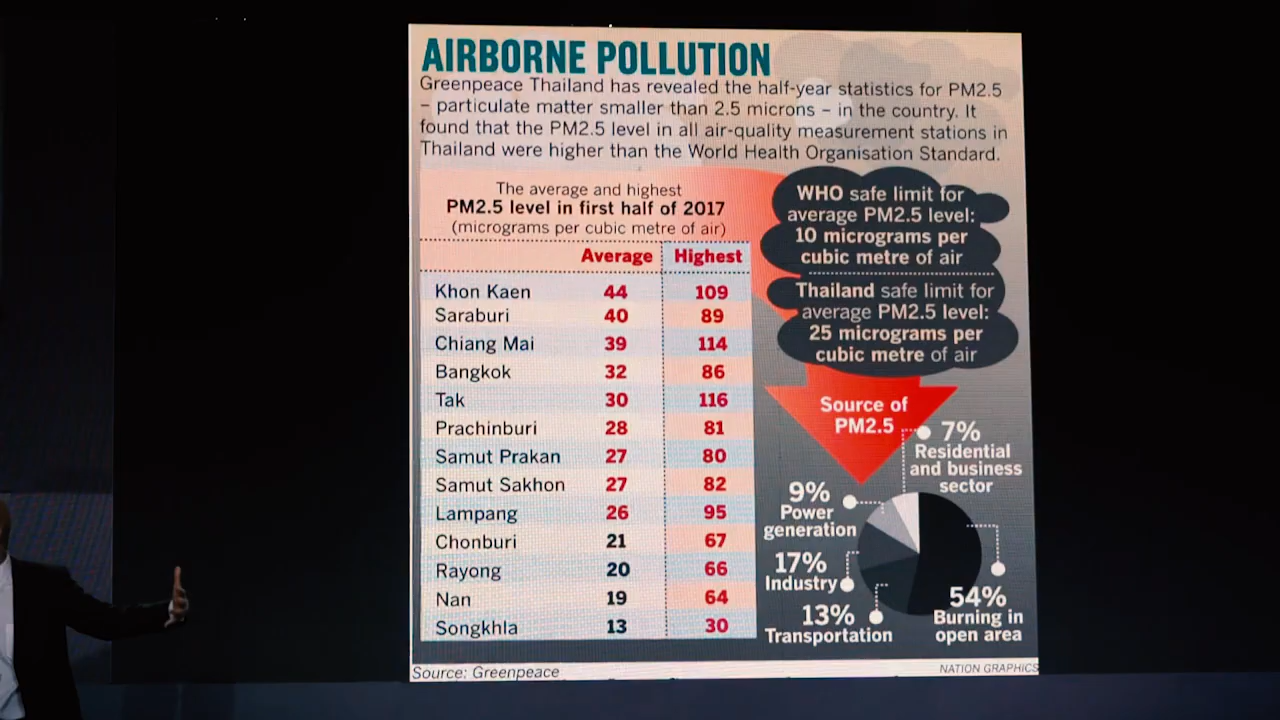 AIRBORNE POLLUTION
Greenpeace Thailand has revealed the half-year statistics for PM2.5
– particulate matter smaller than 2.5 microns – in the country. It
found that the PM2.5 level in all air-quality measurement stations in
Thailand were higher than the World Health Organisation Standard.
The average and highest
PM2.5 level in first half of 2017
(micrograms per cubic metre of air)
Average Highest
Khon Kaen 44 109
Saraburi 40 89
Chiang Mai 39 114
Bangkok 32 86
Tak 30 116
Prachinburi 28 81
Samut Prakan 27 80
Samut Sakhon 27 82
Lampang 26 95
Chonburi 21 67
Rayong 20 66
Nan 19 64
Songkhla 13 30
WHO safe limit for
average PM2.5 level:
10 micrograms per
cubic metre of air
Thailand safe limit for
average PM2.5 level:
25 micrograms per
cubic metre of air
Source of
PM2.5
7%
Residential
and business
sector
9%
Power
generation
17%
Industry
13%
Transportation
54%
Burning in
open area
Source: Greenpeace
NATION GRAPHICS